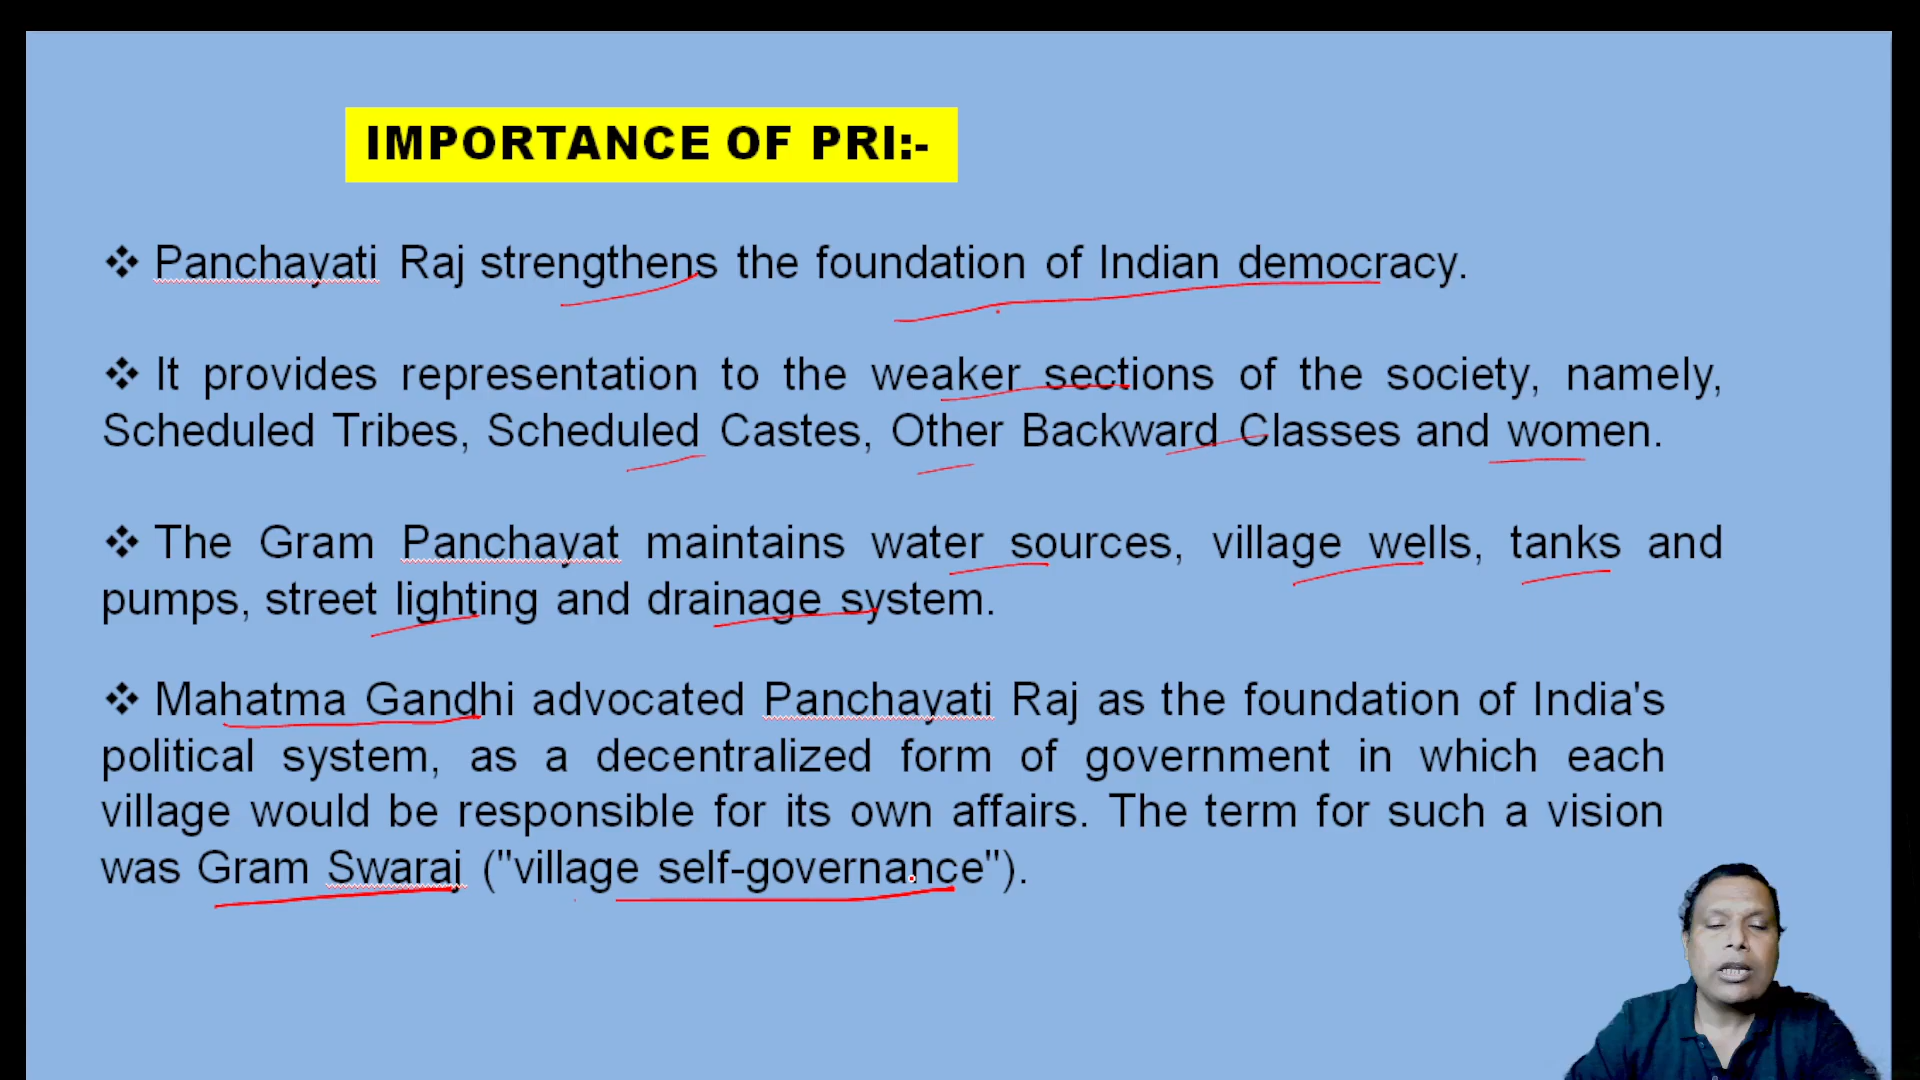 IMPORTANCE OF PRI:-
❖ Panchayati Raj strengthens the foundation of Indian democracy.
❖ It provides representation to the weaker sections of the society, namely,
Scheduled Tribes, Scheduled Castes, Other Backward Classes and women.
❖ The Gram Panchayat maintains water sources, village wells, tanks and
pumps, street lighting and drainage system.
❖ Mahatma Gandhi advocated Panchayati Raj as the foundation of India's
political system, as a decentralized form of government in which each
village would be responsible for its own affairs. The term for such a vision
was Gram Swaraj ("village self-governance").